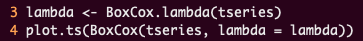 3 lambda <- BoxCox.lambda(tseries)
4 plot.ts(BoxCox(tseries, lambda = lambda))